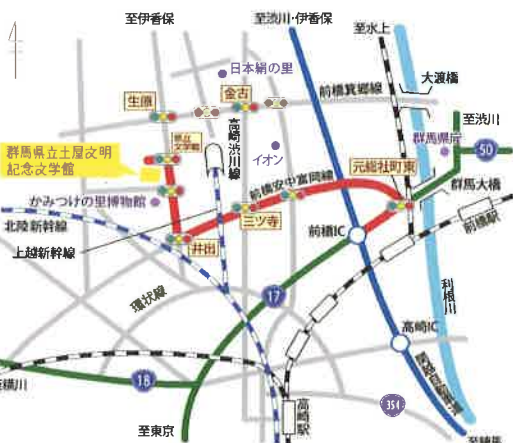 至伊香保
至渋川・伊香保
至水上
日本絹の里
大渡橋
生原
金古
前橋箕郷線
至渋川
県立
文学館
高崎渋川線
イオン
群馬県庁
50
群馬県立土屋文明
記念文学館
元総社町東
かみつけの里博物館
前橋安中富岡線
群馬大橋
三ツ寺
北陸新幹線
前橋IC
前橋駅
上越新幹線
井出
環状線
17
利根川
高崎IC
18
至東京
高崎駅
354